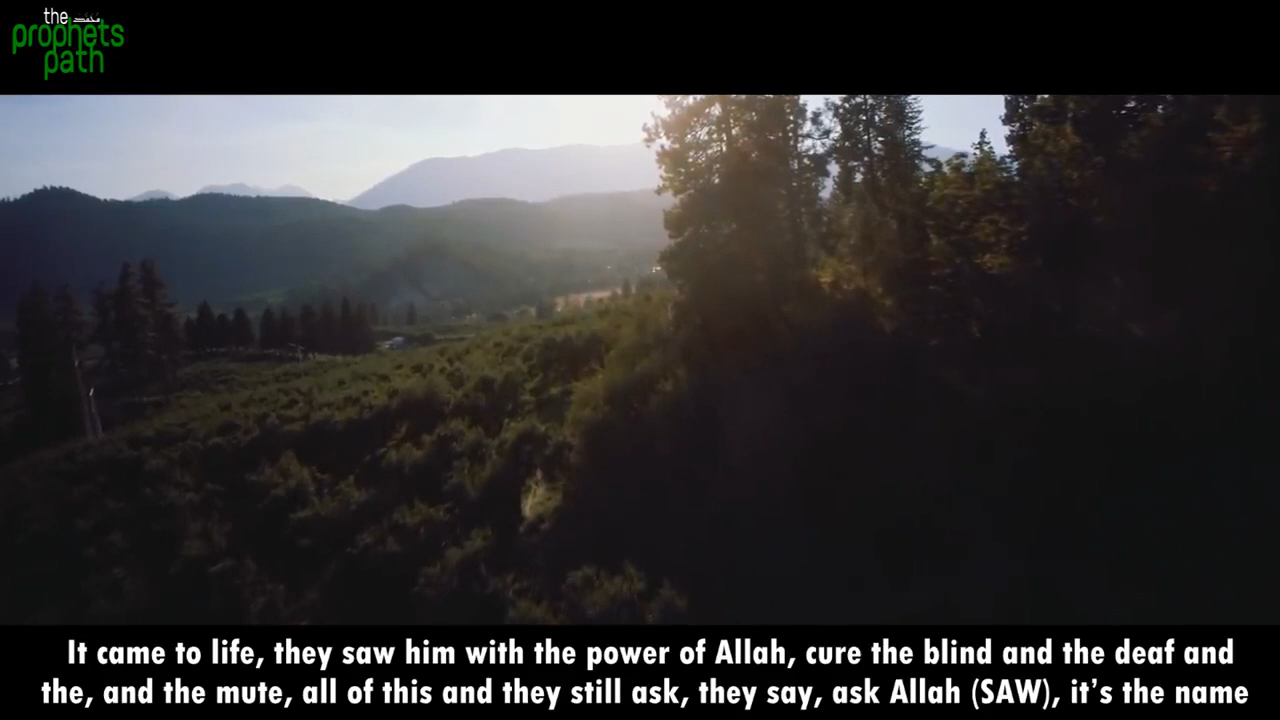 the
prophets
path
It came to life, they saw him with the power of Allah, cure the blind and the deaf and
the, and the mute, all of this and they still ask, they say, ask Allah (SAW), it’s the name